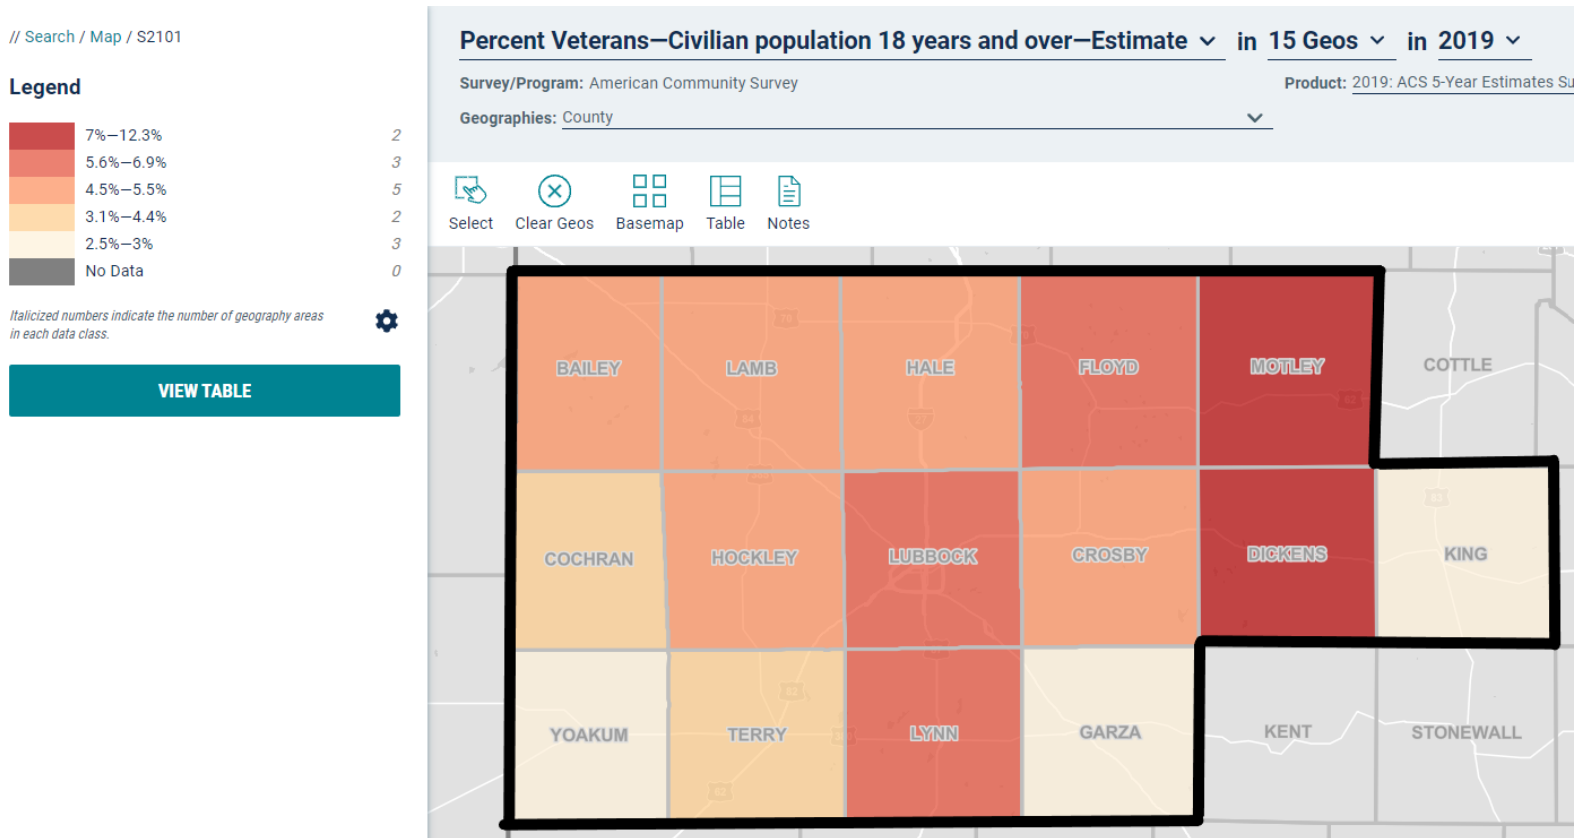 // Search / Map / S2101
Legend
7%–12.3% 2
5.6%–6.9% 3
4.5%–5.5% 5
3.1%–4.4% 2
2.5%–3% 3
No Data 0
Italicized numbers indicate the number of geography areas
in each data class.
VIEW TABLE
Percent Veterans—Civilian population 18 years and over—Estimate in 15 Geos in 2019
Survey/Program: American Community Survey
Product: 2019: ACS 5-Year Estimates Su
Geographies: County
Select Clear Geos Basemap Table Notes
BAILEY LAMB HALE FLOYD MOTLEY COTTLE
COCHRAN HOCKLEY LUBBOCK CROSBY DICKENS KING
YOAKUM TERRY LYNN GARZA KENT STONEWALL